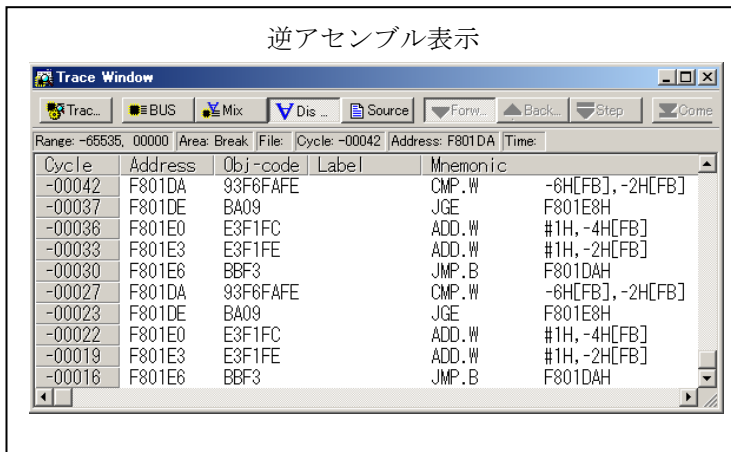 逆アセンブル表示
Trace Window
Trac... BUS Mix Dis ... Source Forw... Back... Step Come
Range: -65535, 00000 Area: Break File: Cycle: -00042 Address: F801DA Time:
Cycle Address Obj-code Label Mnemonic
-00042 F801DA 93F6FAFE CMP.W -6H[FB],-2H[FB]
-00037 F801DE BA09 JGE F801E8H
-00036 F801E0 E3F1FC ADD.W #1H,-4H[FB]
-00033 F801E3 E3F1FE ADD.W #1H,-2H[FB]
-00030 F801E6 BBF3 JMP.B F801DAH
-00027 F801DA 93F6FAFE CMP.W -6H[FB],-2H[FB]
-00023 F801DE BA09 JGE F801E8H
-00022 F801E0 E3F1FC ADD.W #1H,-4H[FB]
-00019 F801E3 E3F1FE ADD.W #1H,-2H[FB]
-00016 F801E6 BBF3 JMP.B F801DAH